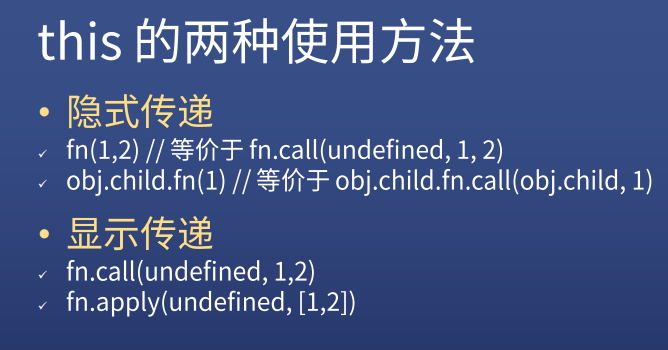 this 的两种使用方法
• 隐式传递
✓ fn(1,2) // 等价于 fn.call(undefined, 1, 2)
✓ obj.child.fn(1) // 等价于 obj.child.fn.call(obj.child, 1)
• 显示传递
✓ fn.call(undefined, 1,2)
✓ fn.apply(undefined, [1,2])